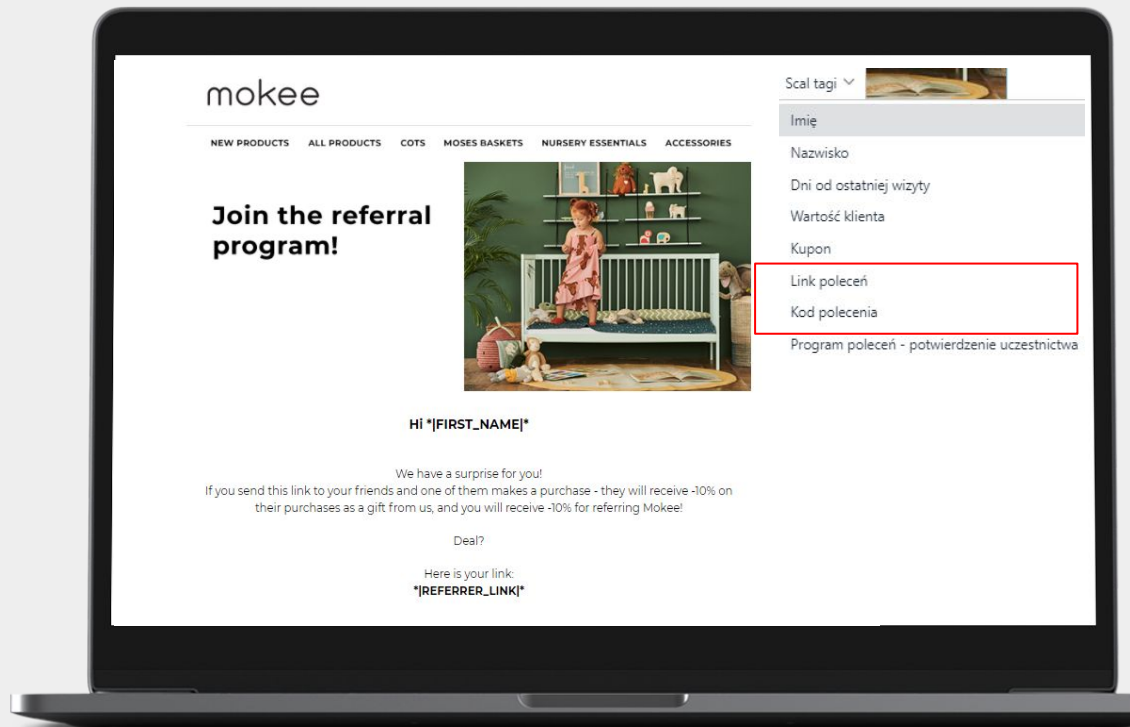 mokee
NEW PRODUCTS ALL PRODUCTS COTS MOSES BASKETS NURSERY ESSENTIALS ACCESSORIES
Join the referral
program!
Hi *|FIRST_NAME|*
We have a surprise for you!
If you send this link to your friends and one of them makes a purchase - they will receive -10% on
their purchases as a gift from us, and you will receive -10% for referring Mokee!
Deal?
Here is your link:
*|REFERRER_LINK|*
Scal tagi
Imię
Nazwisko
Dni od ostatniej wizyty
Wartość klienta
Kupon
Link poleceń
Kod polecenia
Program poleceń - potwierdzenie uczestnictwa